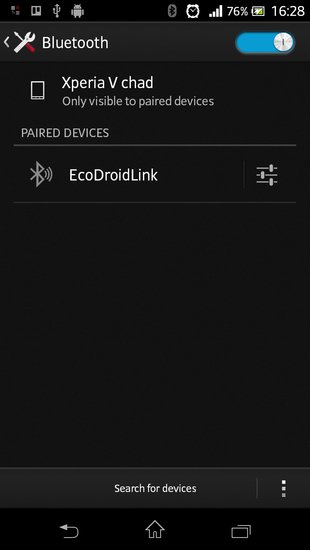 76% 16:28
Bluetooth
Xperia V chad
Only visible to paired devices
PAIRED DEVICES
EcoDroidLink
Search for devices